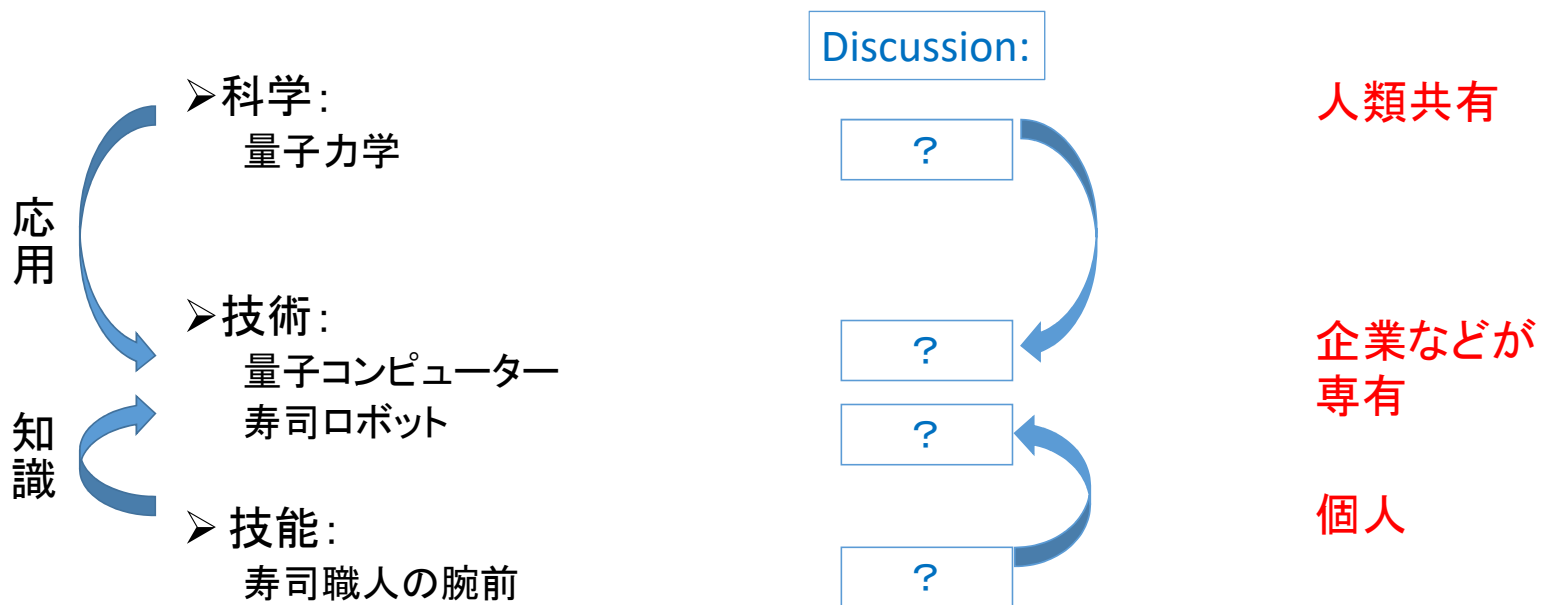 Discussion:
➢科学：
量子力学
？
人類共有
応用
➢技術：
量子コンピューター
寿司ロボット
？
？
企業などが
専有
知識
➢ 技能：
寿司職人の腕前
？
個人